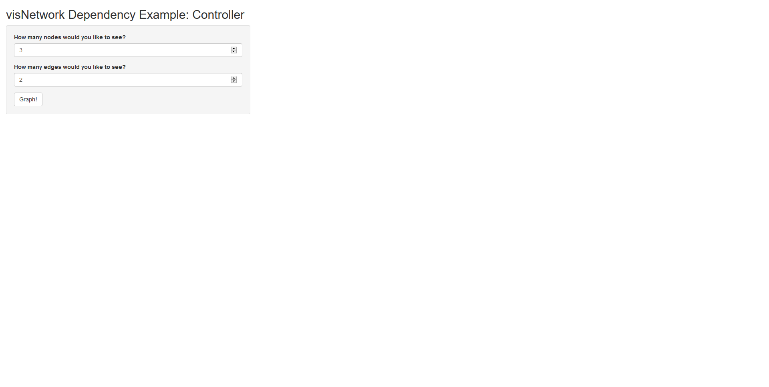 visNetwork Dependency Example: Controller
How many nodes would you like to see?
3
How many edges would you like to see?
2
Graph!